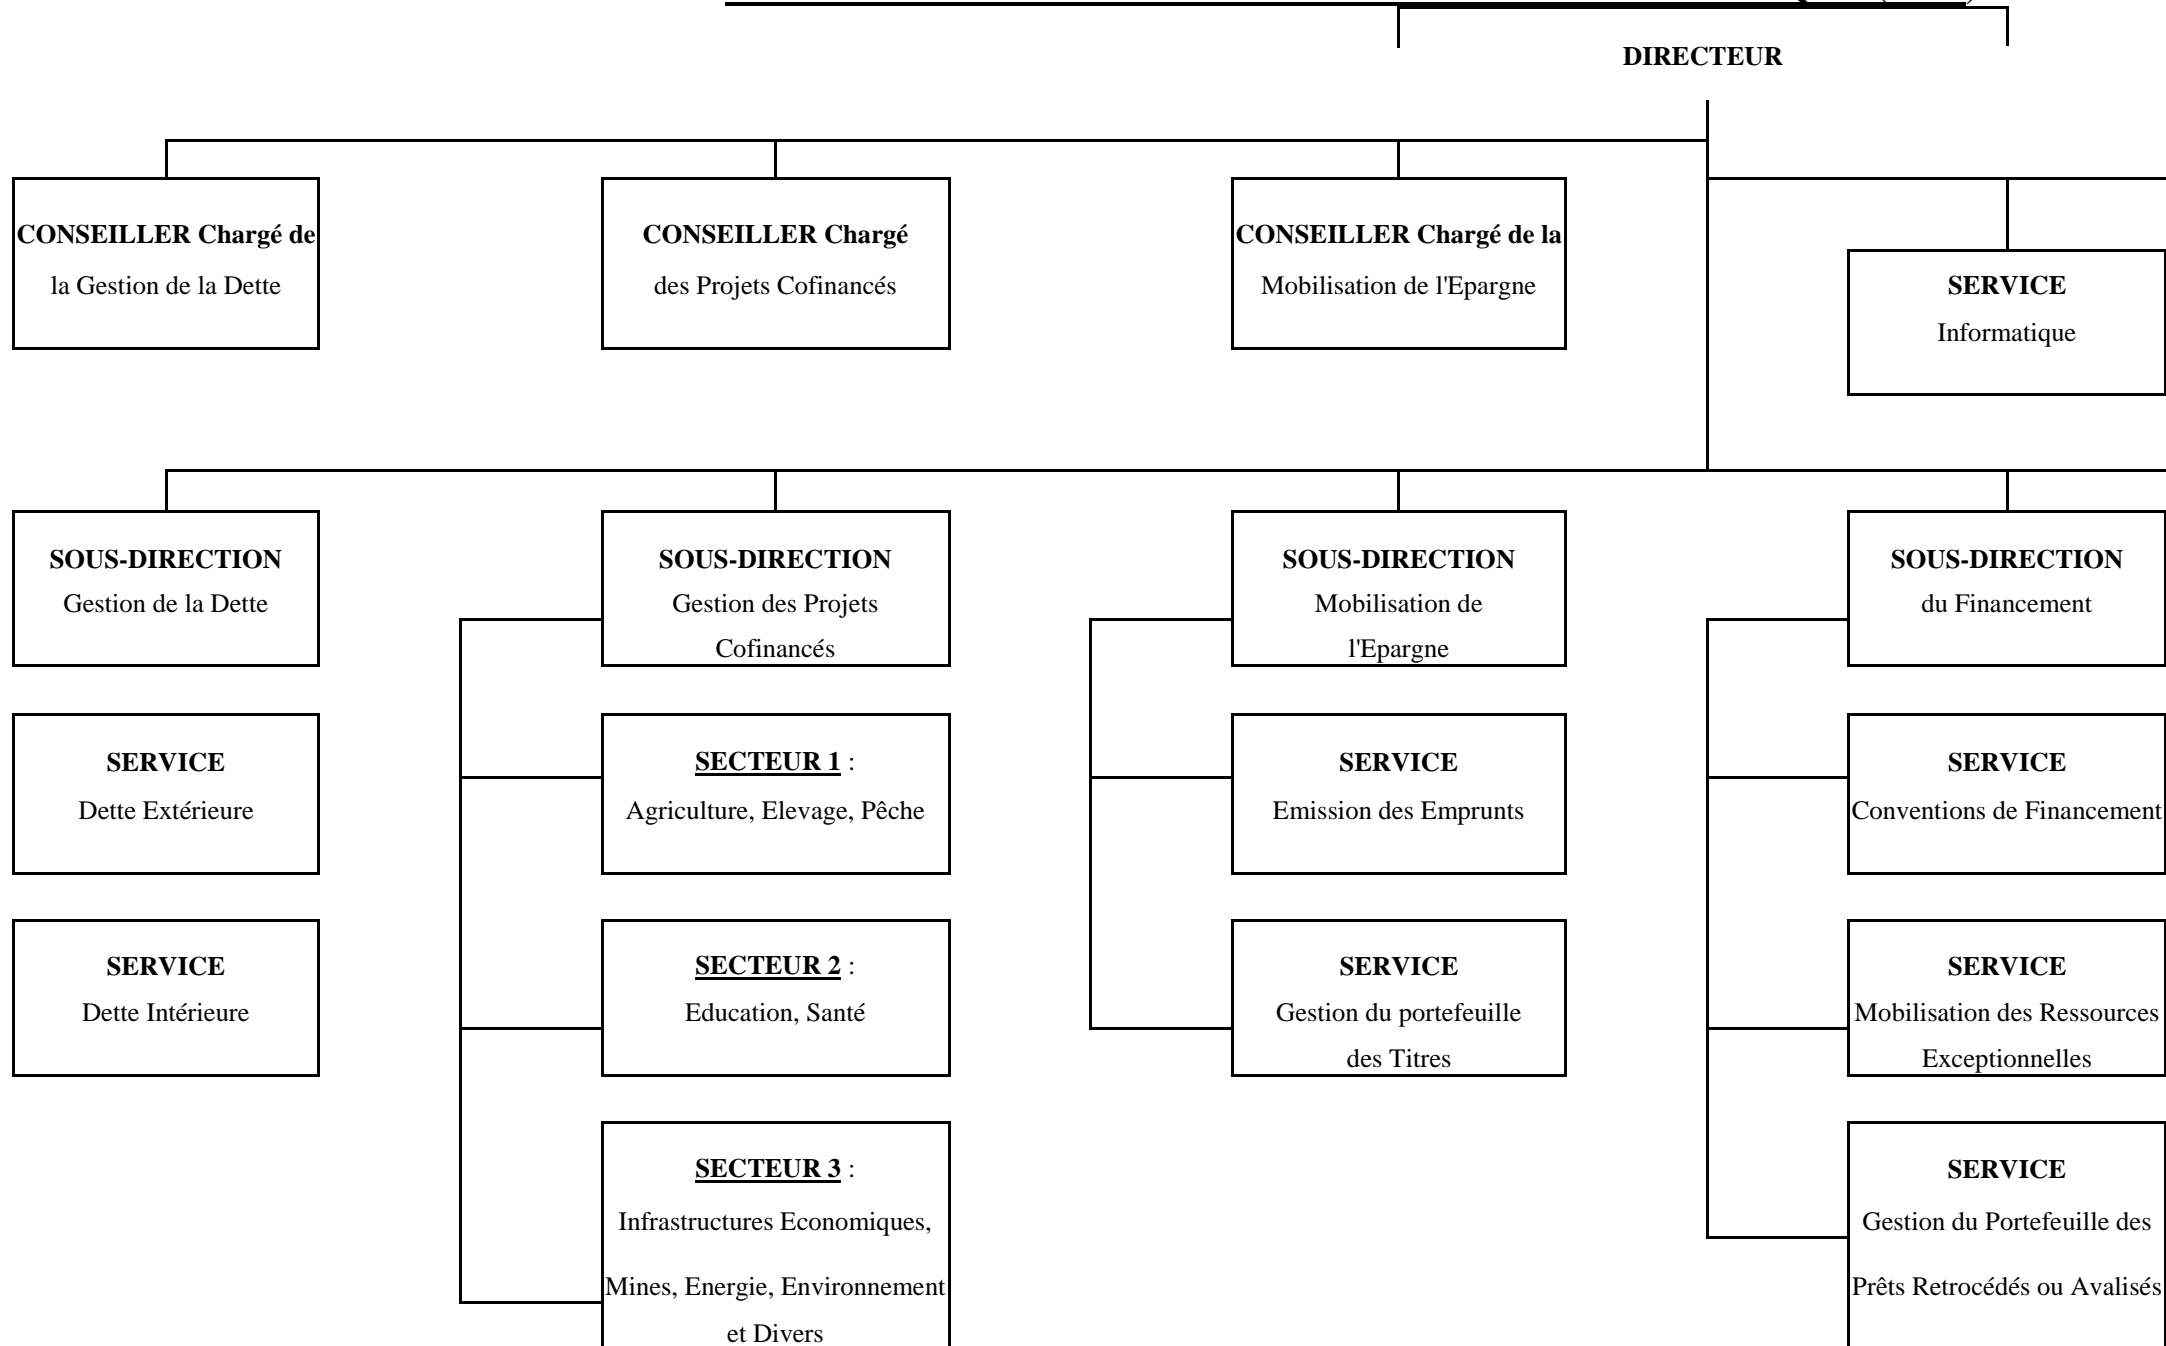 DIRECTEUR
CONSEILLER Chargé de
la Gestion de la Dette
CONSEILLER Chargé
des Projets Cofinancés
CONSEILLER Chargé de la
Mobilisation de l'Epargne
SERVICE
Informatique
SOUS-DIRECTION
Gestion de la Dette
SOUS-DIRECTION
Gestion des Projets
Cofinancés
SOUS-DIRECTION
Mobilisation de
l'Epargne
SOUS-DIRECTION
du Financement
SERVICE
Dette Extérieure
SECTEUR 1 :
Agriculture, Elevage, Pêche
SERVICE
Emission des Emprunts
SERVICE
Conventions de Financement
SERVICE
Dette Intérieure
SECTEUR 2 :
Education, Santé
SERVICE
Gestion du portefeuille
des Titres
SERVICE
Mobilisation des Ressources
Exceptionnelles
SECTEUR 3 :
Infrastructures Economiques,
Mines, Energie, Environnement
et Divers
SERVICE
Gestion du Portefeuille des
Prêts Retrocédés ou Avalisés